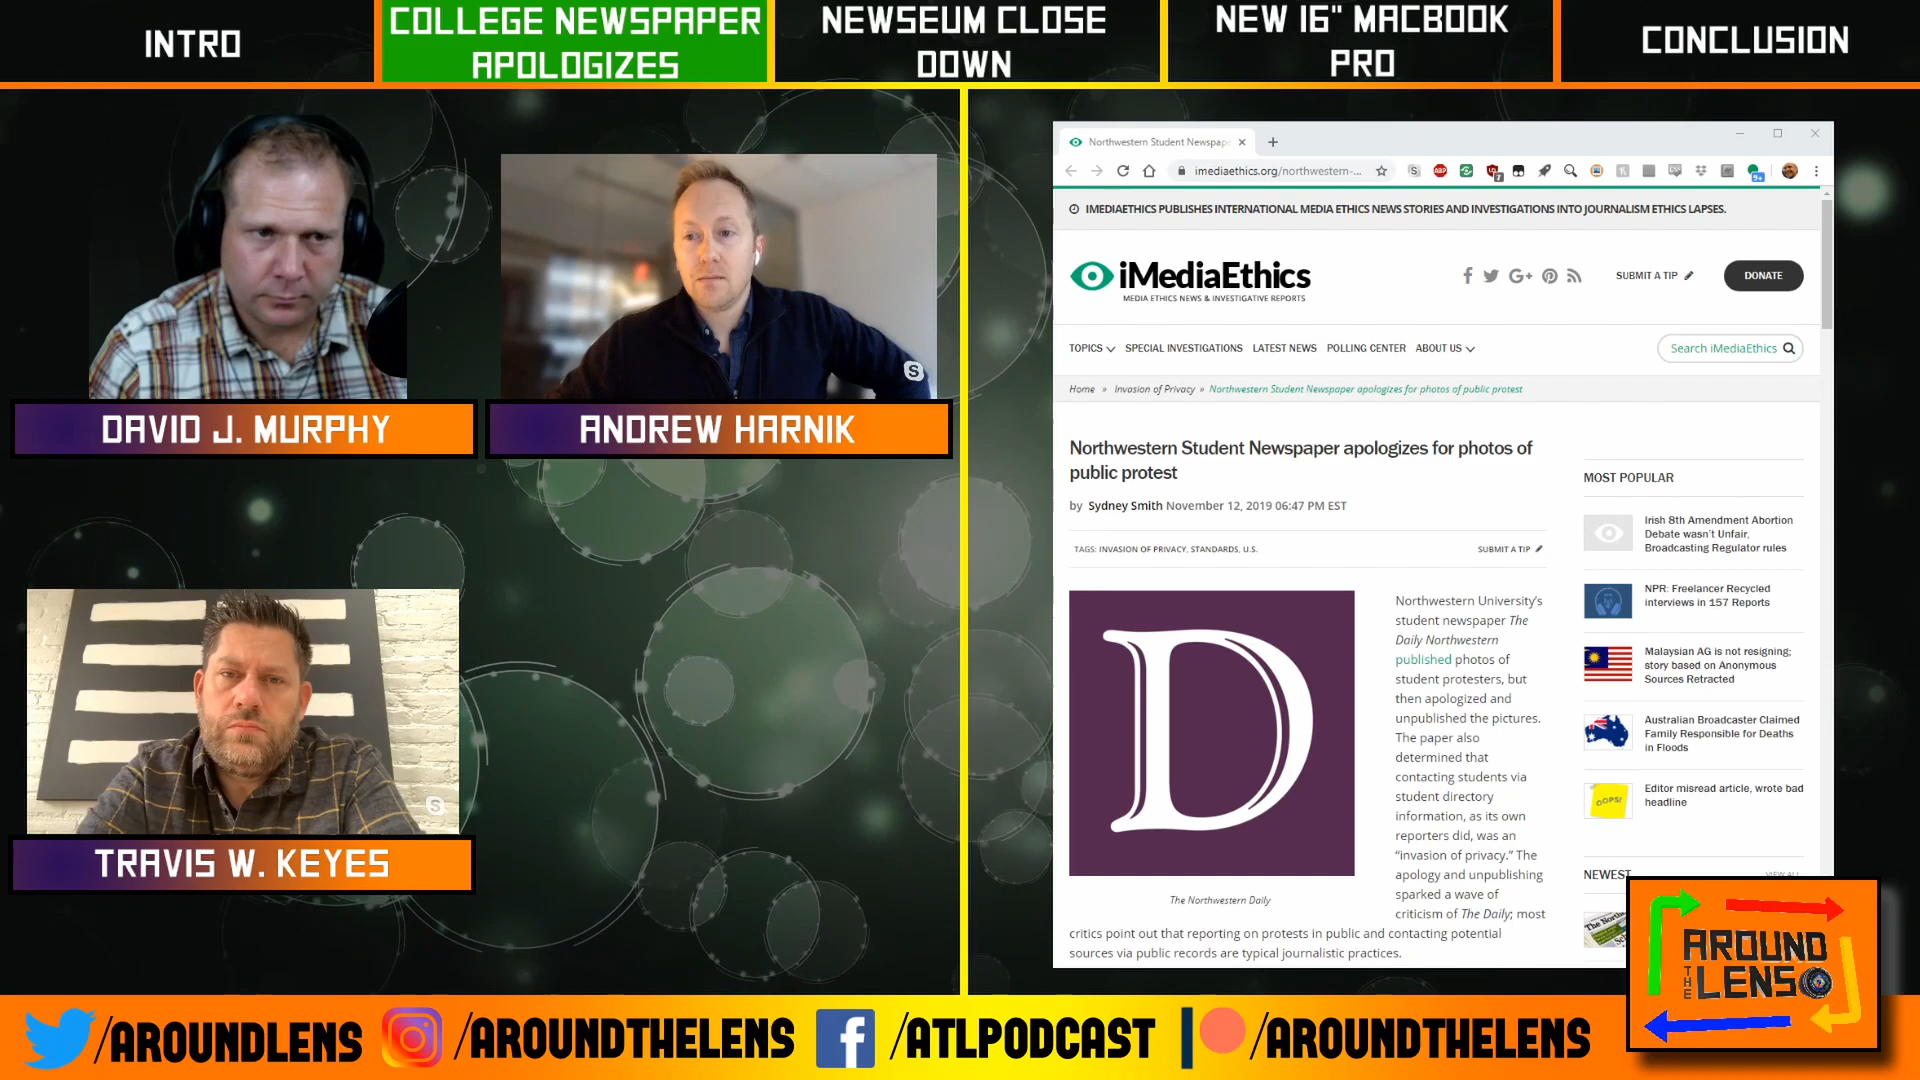 INTRO
COLLEGE NEWSPAPER
APOLOGIZES
NEWSEUM CLOSE
DOWN
NEW 16" MACBOOK
PRO
CONCLUSION
DAVID J. MURPHY
ANDREW HARNIK
TRAVIS W. KEYES
Northwestern Student Newspap
imediaethics.org/northwestern-...
IMEDIAETHICS PUBLISHES INTERNATIONAL MEDIA ETHICS NEWS STORIES AND INVESTIGATIONS INTO JOURNALISM ETHICS LAPSES.
iMediaEthics
MEDIA ETHICS NEWS & INVESTIGATIVE REPORTS
SUBMIT A TIP
DONATE
TOPICS SPECIAL INVESTIGATIONS LATEST NEWS POLLING CENTER ABOUT US
Search iMediaEthics
Home » Invasion of Privacy » Northwestern Student Newspaper apologizes for photos of public protest
Northwestern Student Newspaper apologizes for photos of
public protest
by Sydney Smith November 12, 2019 06:47 PM EST
TAGS: INVASION OF PRIVACY, STANDARDS, U.S.
SUBMIT A TIP
D
The Northwestern Daily
Northwestern University's
student newspaper The
Daily Northwestern
published photos of
student protesters, but
then apologized and
unpublished the pictures.
The paper also
determined that
contacting students via
student directory
information, as its own
reporters did, was an
"invasion of privacy." The
apology and unpublishing
sparked a wave of
criticism of The Daily; most
critics point out that reporting on protests in public and contacting potential
sources via public records are typical journalistic practices.
MOST POPULAR
Irish 8th Amendment Abortion
Debate wasn't Unfair,
Broadcasting Regulator rules
NPR: Freelancer Recycled
interviews in 157 Reports
Malaysian AG is not resigning;
story based on Anonymous
Sources Retracted
Australian Broadcaster Claimed
Family Responsible for Deaths
in Floods
OOPS!
Editor misread article, wrote bad
headline
NEWEST
VIEW ALL
AROUND
THE
LENS
/AROUNDLENS
/AROUNDTHELENS
/ATLPODCAST
/AROUNDTHELENS